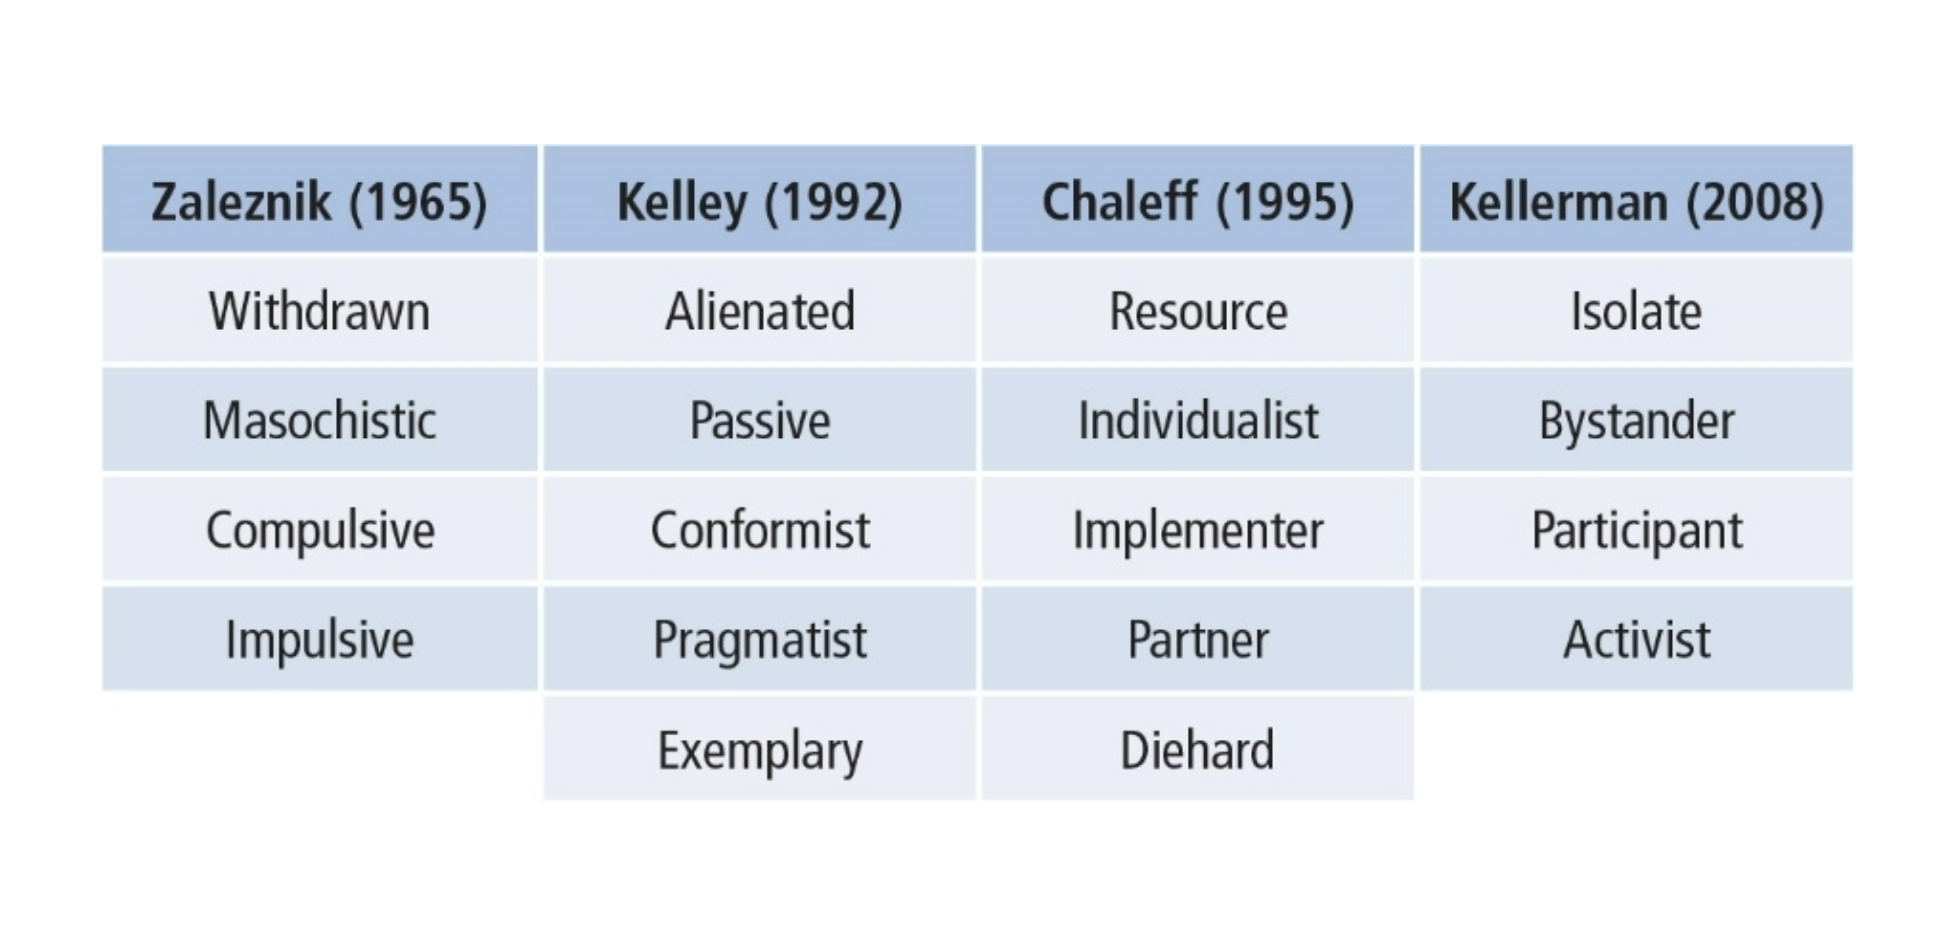 Zaleznik (1965) Kelley (1992) Chaleff (1995) Kellerman (2008)
Withdrawn Alienated Resource Isolate
Masochistic Passive Individualist Bystander
Compulsive Conformist Implementer Participant
Impulsive Pragmatist Partner Activist
Exemplary Diehard